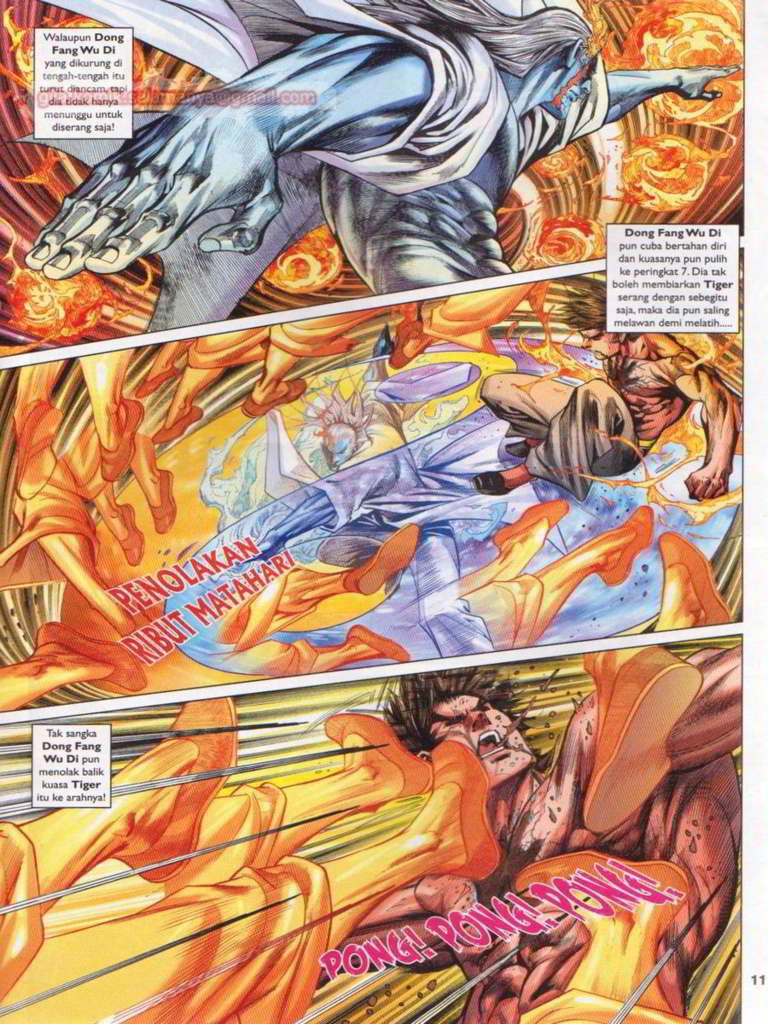 Walaupun Dong
Fang Wu Di
yang dikurung di
tengah-tengah itu
turut diancam, tapi
dia tidak hanya
menunggu untuk
diserang saja!
Dong Fang Wu Di
pun cuba bertahan diri
dan kuasanya pun pulih
ke peringkat 7. Dia tak
boleh membiarkan Tiger
serang dengan sebegitu
saja, maka dia pun saling
melawan demi melatih.....
PENOLAKAN
RIBUT MATAHARI
Tak sangka
Dong Fang
Wu Di pun
menolak balik
kuasa Tiger
itu ke arahnya!
PONG! PONG! PONG!
11